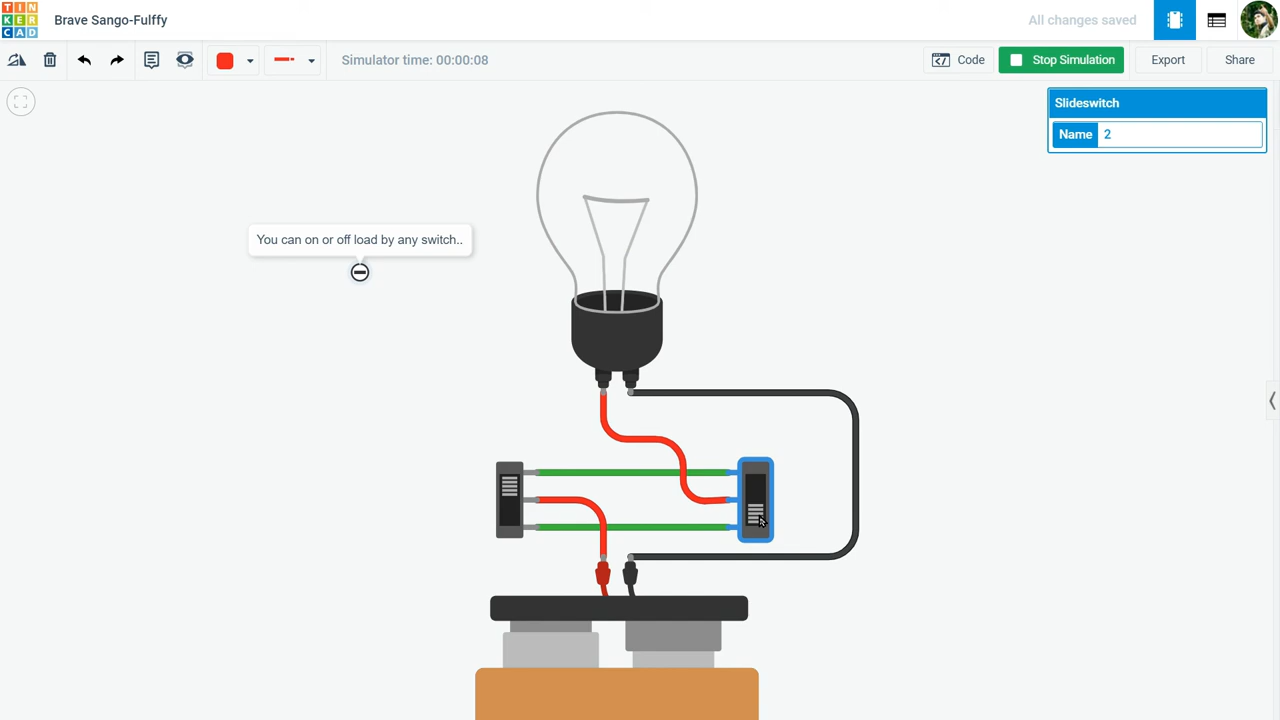 TIN
KER
CAD
Brave Sango-Fulffy
All changes saved
Simulator time: 00:00:08
Code
Stop Simulation
Export
Share
Slideswitch
Name 2
You can on or off load by any switch..